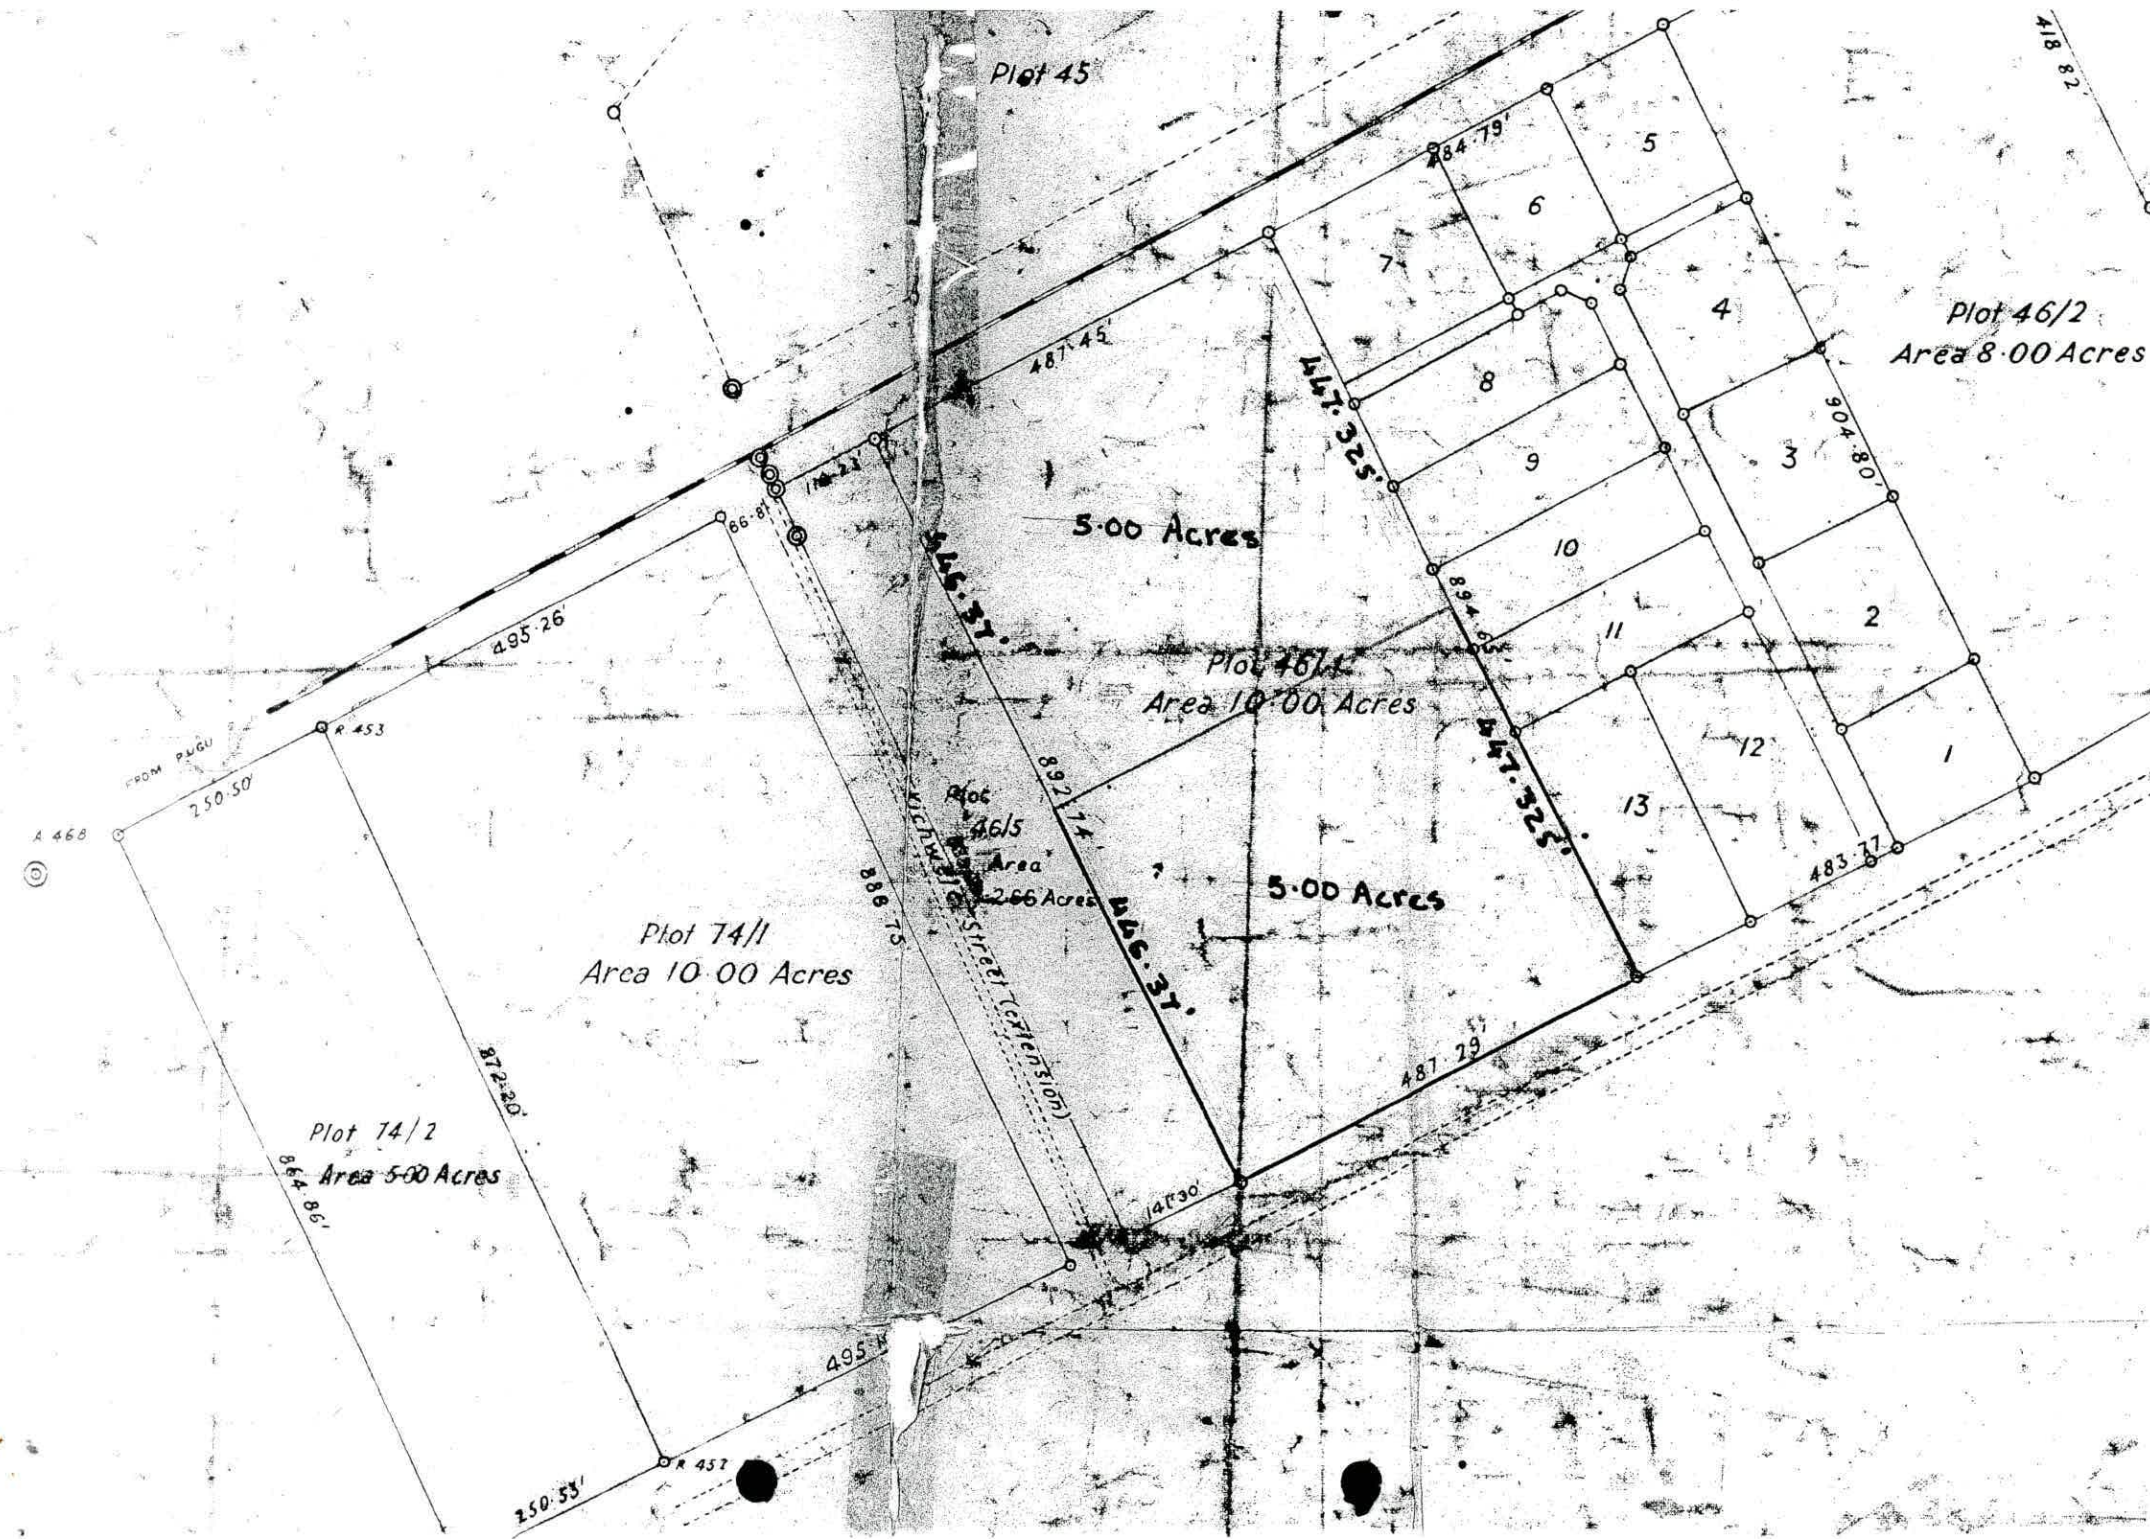 Plot 45
418 82'
484·79'
5
6
7
4
Plot 46/2
Area 8·00 Acres
487·45'
447·325'
8
904·80'
3
9
66·81'
5·00 Acres
446·37'
10
894·65'
2
11
495·26'
Plot 46/1
Area 10·00 Acres
R. 453
FROM PUGU
250·50'
447·325'
12
1
13
892·74'
A 468
Plot
46/5
Area
2.66 Acres
483·77'
888·75
Kichwele Street (extension)
5·00 Acres
446·37'
Plot 74/1
Area 10·00 Acres
487·29'
872·20'
Plot 74/2
Area 5·00 Acres
864·86'
141·30'
495
R 452
250·53'